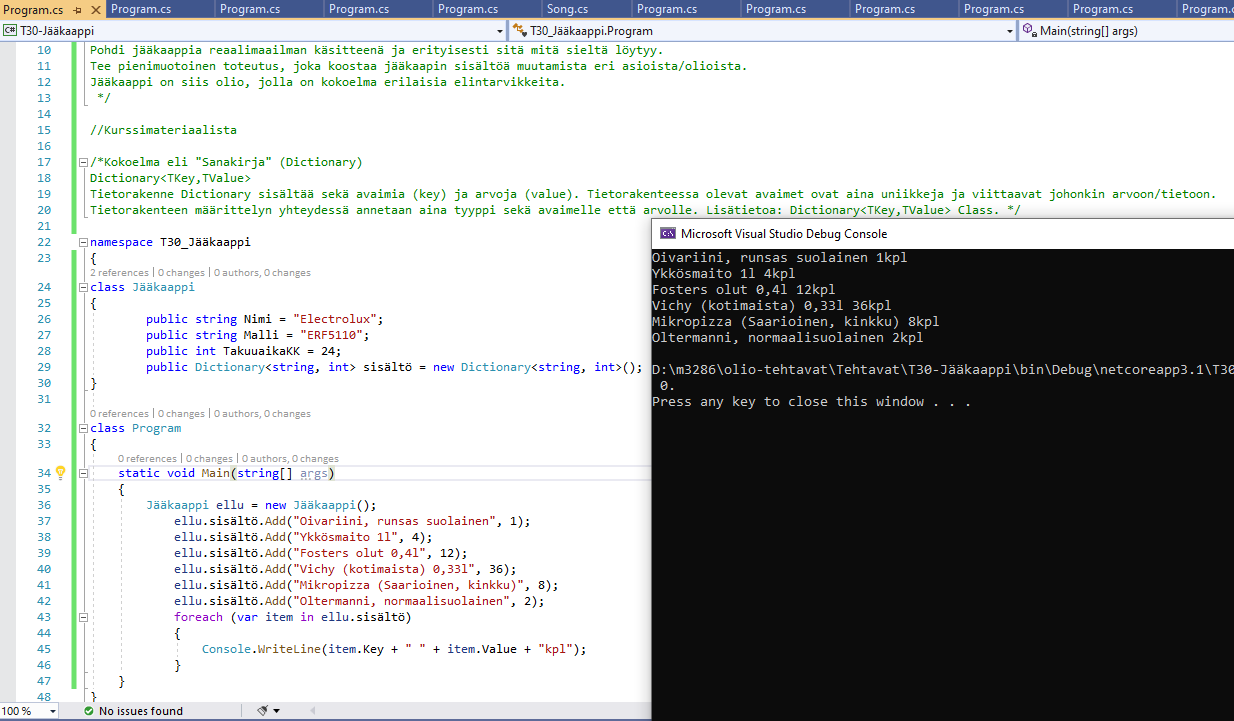 Program.cs
Program.cs
Program.cs
Program.cs
Program.cs
Song.cs
Program.cs
Program.cs
Program.cs
Program.cs
Program.cs
Program.c
C# T30-Jääkaappi
T30_Jääkaappi.Program
Main(string[] args)
10 Pohdi jääkaappia reaalimaailman käsitteenä ja erityisesti sitä mitä sieltä löytyy.
11 Tee pienimuotoinen toteutus, joka koostaa jääkaapin sisältöä muutamista eri asioista/olioista.
12 Jääkaappi on siis olio, jolla on kokoelma erilaisia elintarvikkeita.
13 */
14
15 //Kurssimateriaalista
16
17 /*Kokoelma eli "Sanakirja" (Dictionary)
18 Dictionary<TKey,TValue>
19 Tietorakenne Dictionary sisältää sekä avaimia (key) ja arvoja (value). Tietorakenteessa olevat avaimet ovat aina uniikkeja ja viittaavat johonkin arvoon/tietoon.
20 Tietorakenteen määrittelyn yhteydessä annetaan aina tyyppi sekä avaimelle että arvolle. Lisätietoa: Dictionary<TKey,TValue> Class. */
21
22 namespace T30_Jääkaappi
23 {
2 references | 0 changes | 0 authors, 0 changes
24 class Jääkaappi
25 {
26 public string Nimi = "Electrolux";
27 public string Malli = "ERF5110";
28 public int TakuuaikaKK = 24;
29 public Dictionary<string, int> sisältö = new Dictionary<string, int>();
30 }
31
0 references | 0 changes | 0 authors, 0 changes
32 class Program
33 {
0 references | 0 changes | 0 authors, 0 changes
34 static void Main(string[] args)
35 {
36 Jääkaappi ellu = new Jääkaappi();
37 ellu.sisältö.Add("Oivariini, runsas suolainen", 1);
38 ellu.sisältö.Add("Ykkösmaito 1l", 4);
39 ellu.sisältö.Add("Fosters olut 0,4l", 12);
40 ellu.sisältö.Add("Vichy (kotimaista) 0,33l", 36);
41 ellu.sisältö.Add("Mikropizza (Saarioinen, kinkku)", 8);
42 ellu.sisältö.Add("Oltermanni, normaalisuolainen", 2);
43 foreach (var item in ellu.sisältö)
44 {
45 Console.WriteLine(item.Key + " " + item.Value + "kpl");
46 }
47 }
48 }
100 %
No issues found
C:\ Microsoft Visual Studio Debug Console
Oivariini, runsas suolainen 1kpl
Ykkösmaito 1l 4kpl
Fosters olut 0,4l 12kpl
Vichy (kotimaista) 0,33l 36kpl
Mikropizza (Saarioinen, kinkku) 8kpl
Oltermanni, normaalisuolainen 2kpl
D:\m3286\olio-tehtavat\Tehtavat\T30-Jääkaappi\bin\Debug\netcoreapp3.1\T30
0.
Press any key to close this window . . .